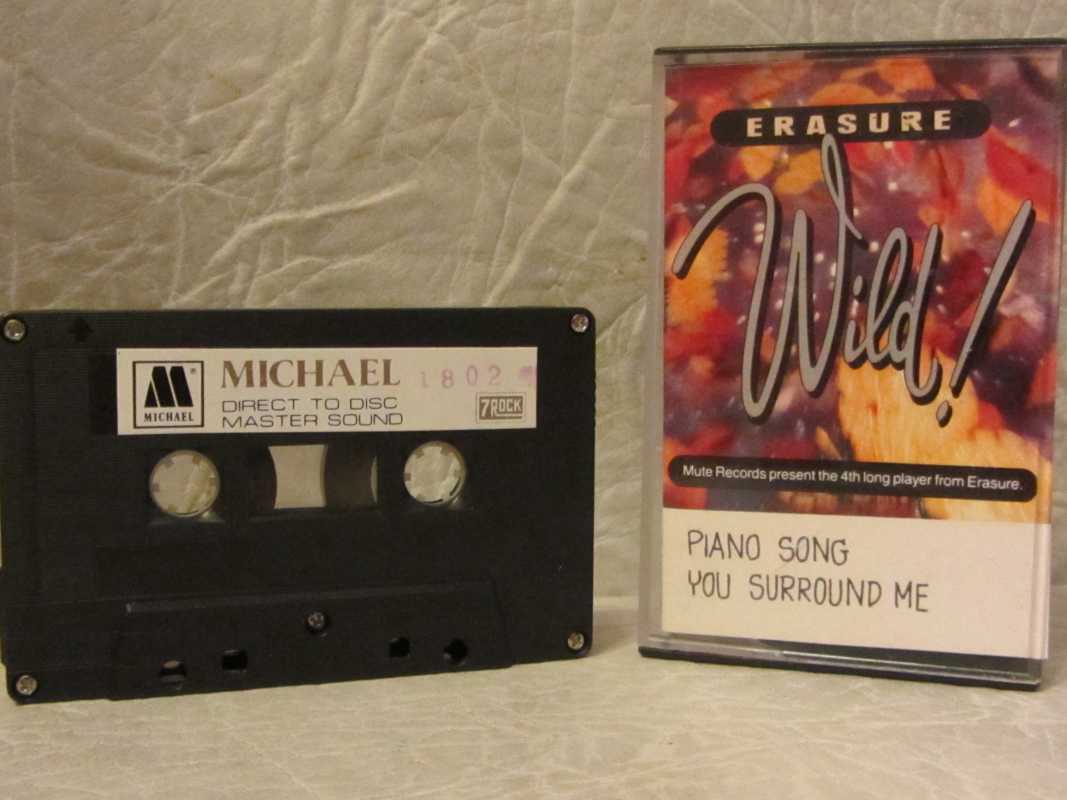 MICHAEL
MICHAEL 1802
DIRECT TO DISC
MASTER SOUND
7ROCK
ERASURE
Wild!
Mute Records present the 4th long player from Erasure.
PIANO SONG
YOU SURROUND ME